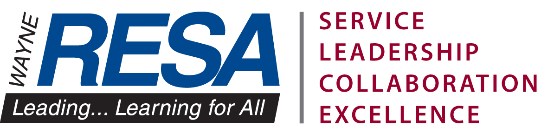 WAYNE
RESA
Leading... Learning for All
SERVICE
LEADERSHIP
COLLABORATION
EXCELLENCE